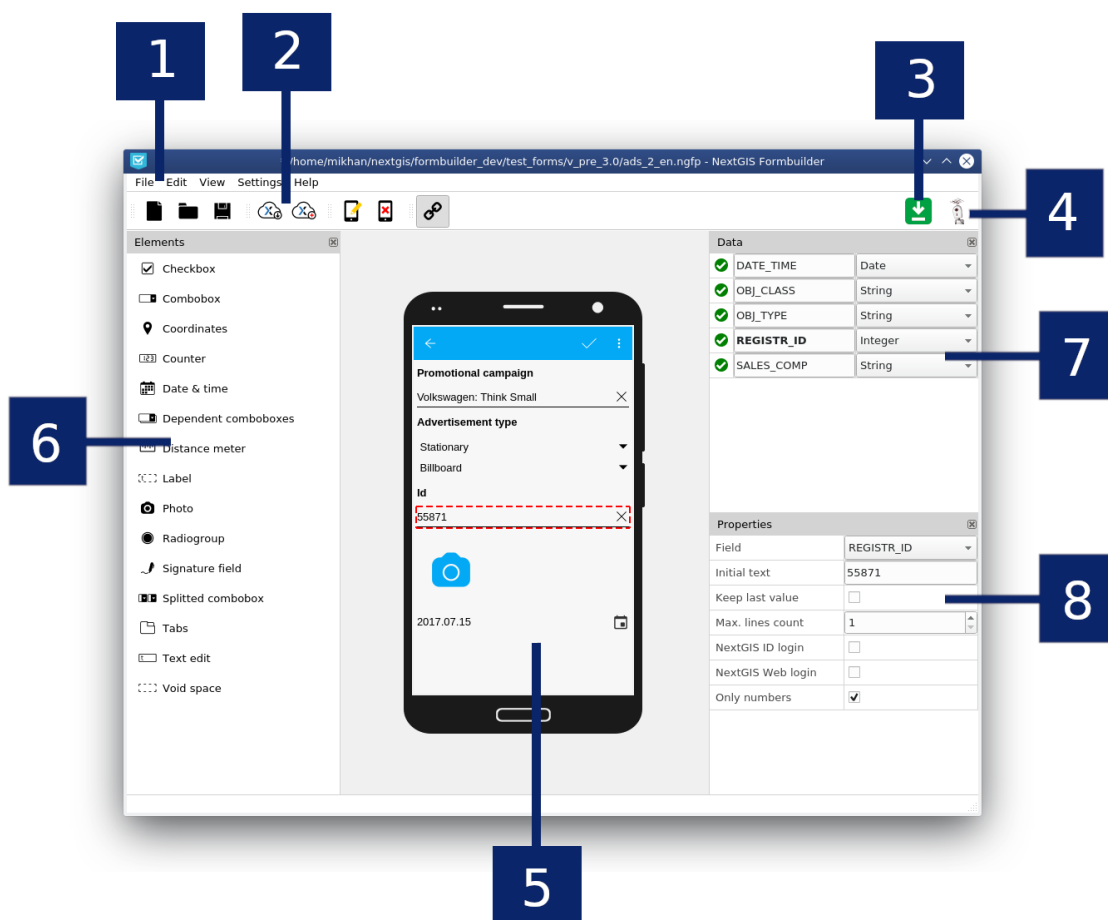 1
2
3
/home/mikhan/nextgis/formbuilder_dev/test_forms/v_pre_3.0/ads_2_en.ngfp - NextGIS Formbuilder
File Edit View Settings Help
4
Elements
Checkbox
Combobox
Coordinates
Counter
Date & time
Dependent comboboxes
Distance meter
Label
Photo
Radiogroup
Signature field
Splitted combobox
Tabs
Text edit
Void space
6
Promotional campaign
Volkswagen: Think Small
Advertisement type
Stationary
Billboard
Id
55871
2017.07.15
5
Data
DATE_TIME Date
OBJ_CLASS String
OBJ_TYPE String
REGISTR_ID Integer
SALES_COMP String
7
Properties
Field REGISTR_ID
Initial text 55871
Keep last value
Max. lines count 1
NextGIS ID login
NextGIS Web login
Only numbers
8